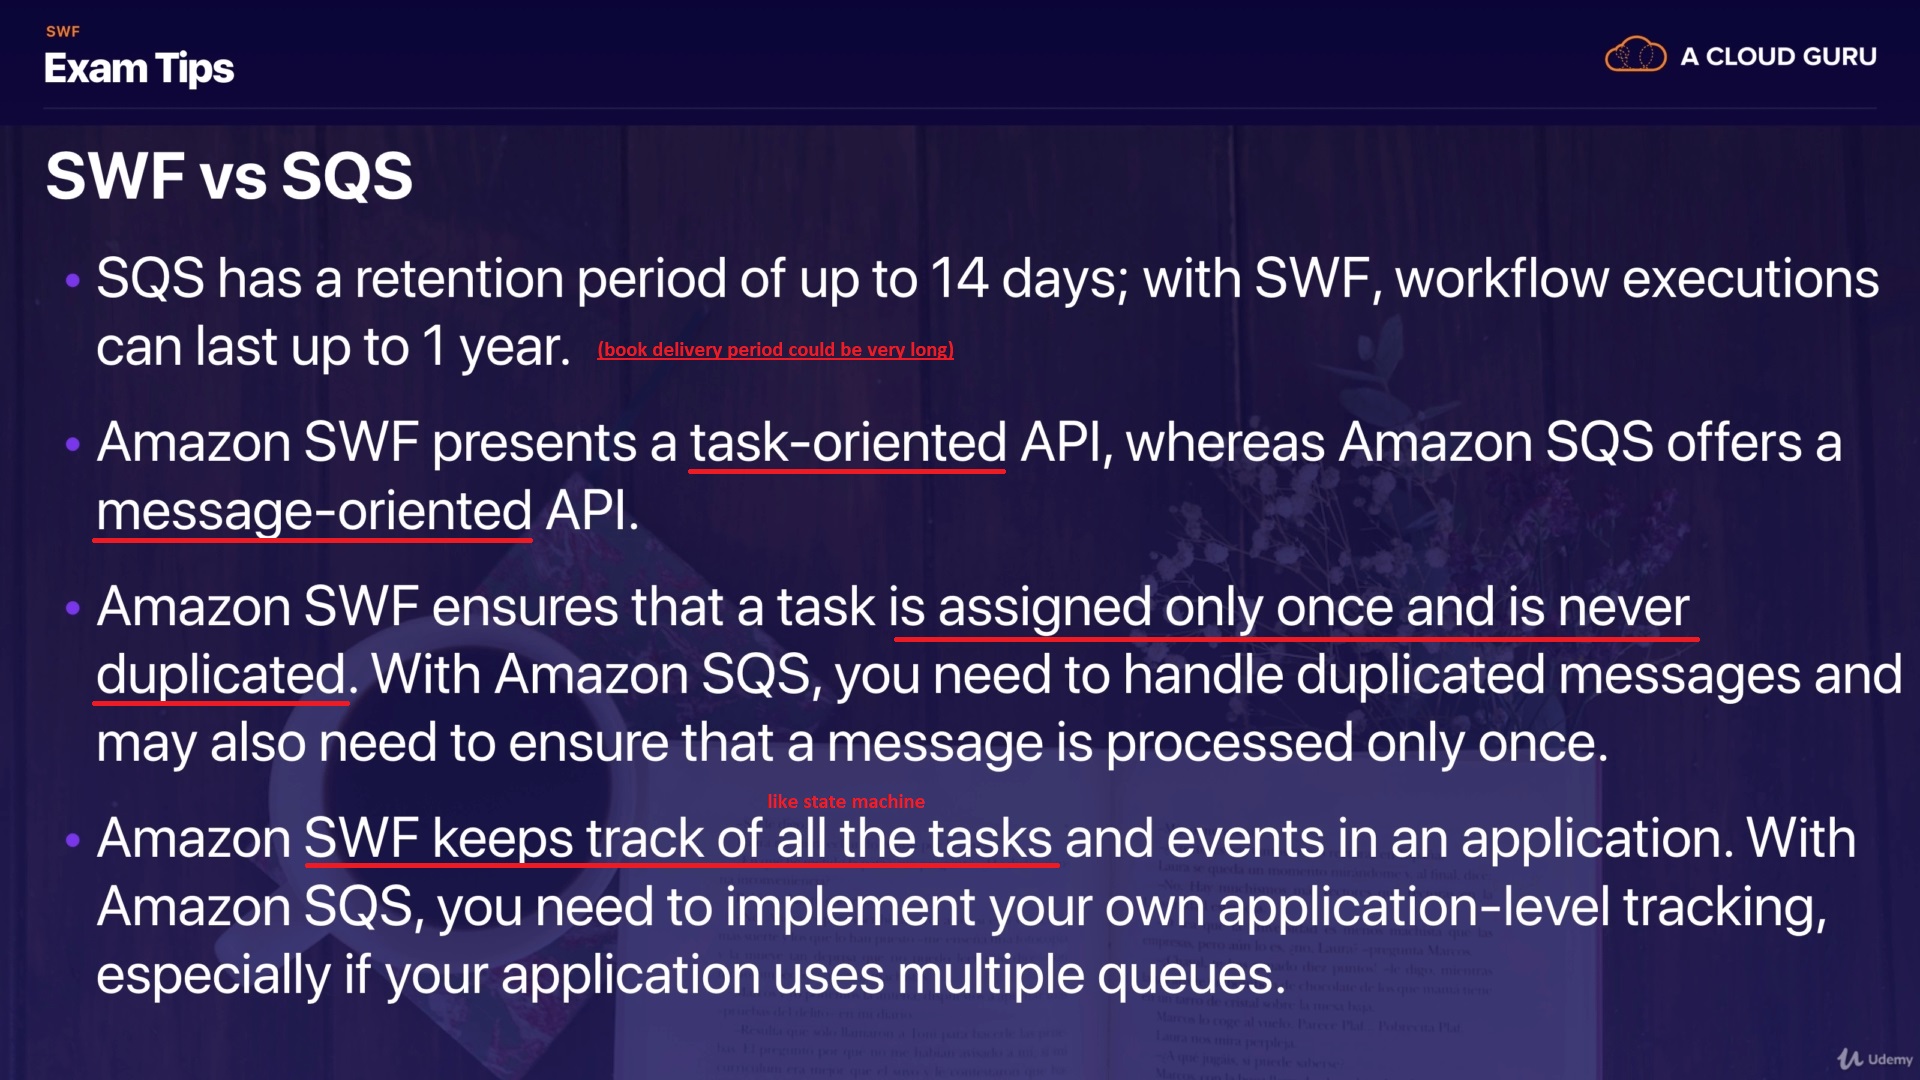 SWF
Exam Tips
A CLOUD GURU
SWF vs SQS
• SQS has a retention period of up to 14 days; with SWF, workflow executions
can last up to 1 year. (book delivery period could be very long)
• Amazon SWF presents a task-oriented API, whereas Amazon SQS offers a
message-oriented API.
• Amazon SWF ensures that a task is assigned only once and is never
duplicated. With Amazon SQS, you need to handle duplicated messages and
may also need to ensure that a message is processed only once.
like state machine
• Amazon SWF keeps track of all the tasks and events in an application. With
Amazon SQS, you need to implement your own application-level tracking,
especially if your application uses multiple queues.
Udemy